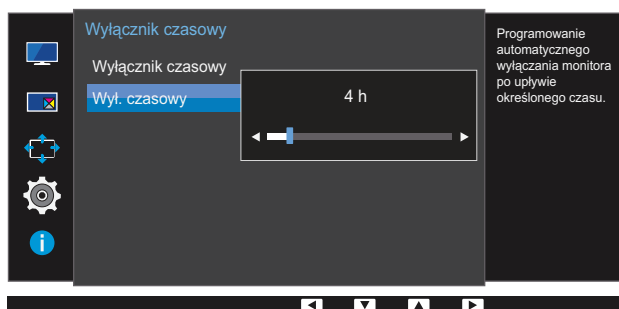 Wyłącznik czasowy
Wyłącznik czasowy
Wył. czasowy
4 h
Programowanie
automatycznego
wyłączania monitora
po upływie
określonego czasu.